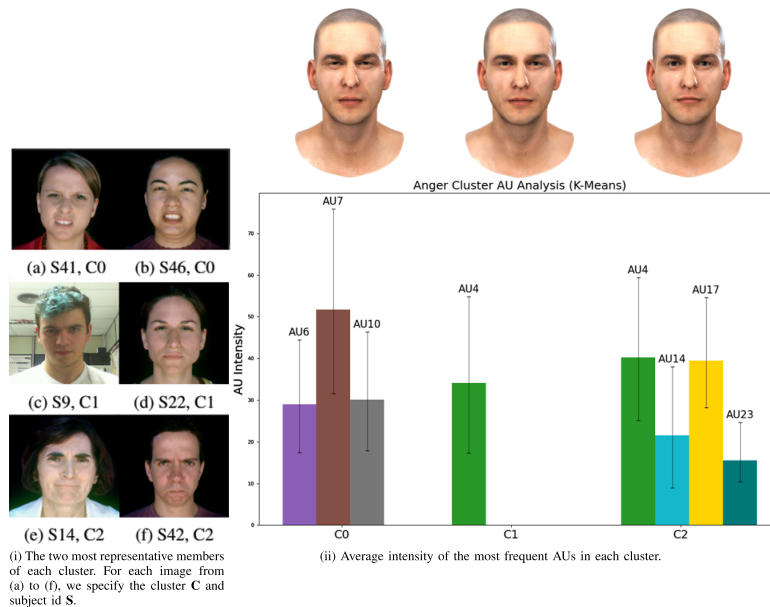 (a) S41, C0
(b) S46, C0
(c) S9, C1
(d) S22, C1
(e) S14, C2
(f) S42, C2
(i) The two most representative members
of each cluster. For each image from
(a) to (f), we specify the cluster C and
subject id S.
Anger Cluster AU Analysis (K-Means)
AU Intensity
70
60
50
40
30
20
10
0
AU6
AU7
AU10
AU4
AU4
AU14
AU17
AU23
C0
C1
C2
(ii) Average intensity of the most frequent AUs in each cluster.